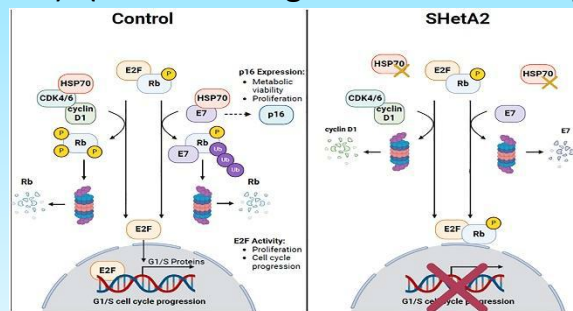 Control
HSP70
CDK4/6
cyclin
D1
E2F
Rb
P
HSP70
E7
p16 Expression:
• Metabolic
viability
• Proliferation
p16
P
Rb
P
P
E7
Rb
P
Ub
Ub
Ub
Rb
Rb
E2F
E2F Activity:
• Proliferation
• Cell cycle
progression
E2F
G1/S Proteins
G1/S cell cycle progression
SHetA2
HSP70
E2F
Rb
P
HSP70
CDK4/6
cyclin
D1
E7
cyclin D1
E7
E2F
Rb
P
G1/S cell cycle progression